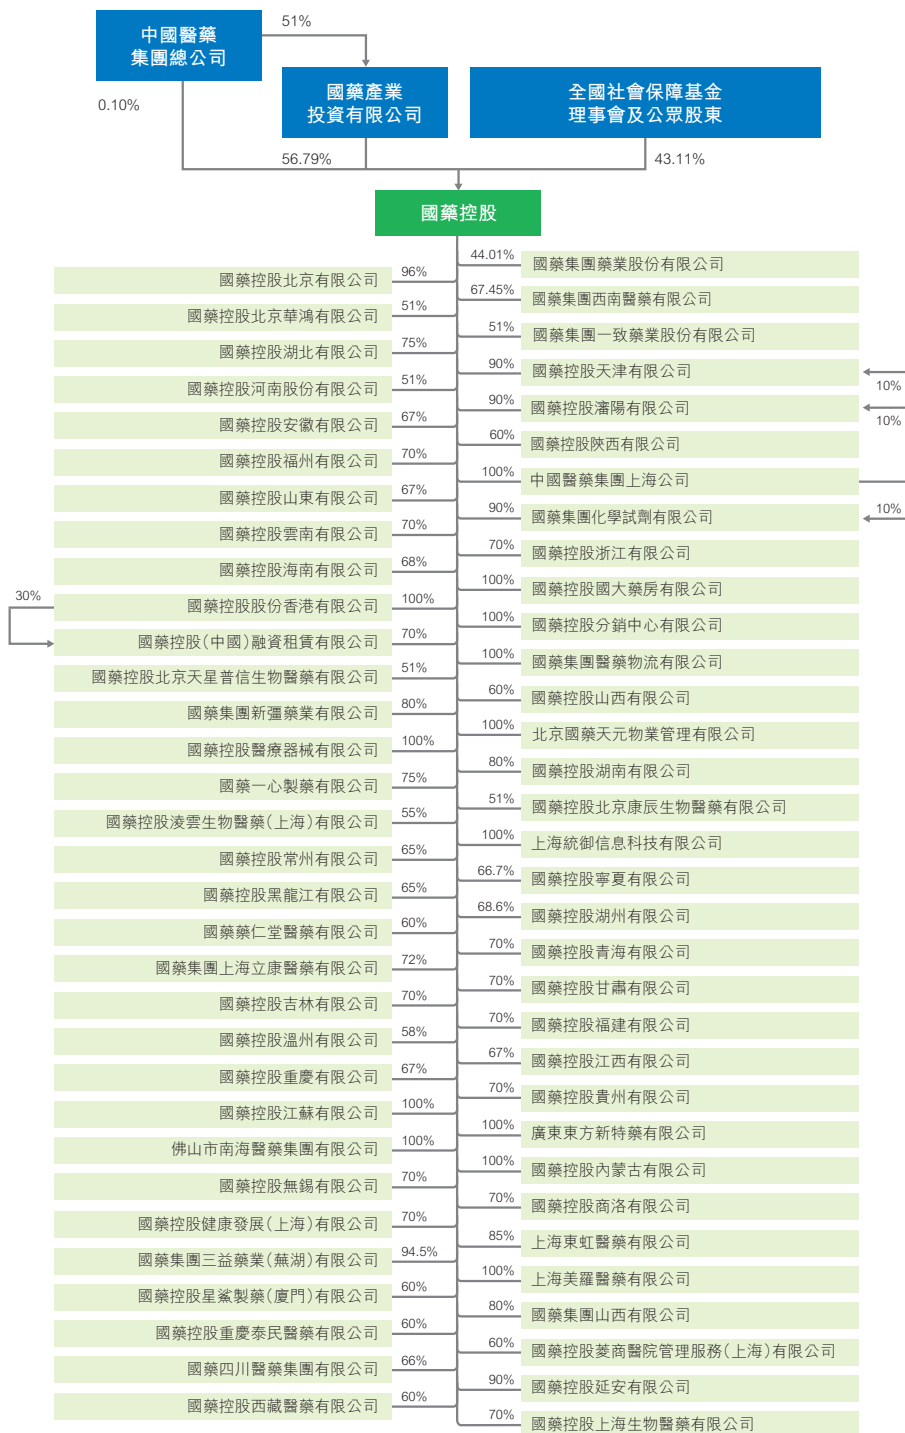 中國醫藥
集團總公司
51%
國藥產業
投資有限公司
全國社會保障基金
理事會及公眾股東
0.10%
56.79%
43.11%
國藥控股
國藥控股北京有限公司
96%
國藥控股北京華鴻有限公司
51%
國藥控股湖北有限公司
75%
國藥控股河南股份有限公司
51%
國藥控股安徽有限公司
67%
國藥控股福州有限公司
70%
國藥控股山東有限公司
67%
國藥控股雲南有限公司
70%
國藥控股海南有限公司
68%
30%
國藥控股股份香港有限公司
100%
國藥控股(中國)融資租賃有限公司
70%
國藥控股北京天星普信生物醫藥有限公司
51%
國藥集團新疆藥業有限公司
80%
國藥控股醫療器械有限公司
100%
國藥一心製藥有限公司
75%
國藥控股淩雲生物醫藥(上海)有限公司
55%
國藥控股常州有限公司
65%
國藥控股黑龍江有限公司
65%
國藥藥仁堂醫藥有限公司
60%
國藥集團上海立康醫藥有限公司
72%
國藥控股吉林有限公司
70%
國藥控股溫州有限公司
58%
國藥控股重慶有限公司
67%
國藥控股江蘇有限公司
100%
佛山市南海醫藥集團有限公司
100%
國藥控股無錫有限公司
70%
國藥控股健康發展(上海)有限公司
70%
國藥集團三益藥業(蕪湖)有限公司
94.5%
國藥控股星鯊製藥(廈門)有限公司
60%
國藥控股重慶泰民醫藥有限公司
60%
國藥四川醫藥集團有限公司
66%
國藥控股西藏醫藥有限公司
60%
44.01%
國藥集團藥業股份有限公司
67.45%
國藥集團西南醫藥有限公司
51%
國藥集團一致藥業股份有限公司
90%
國藥控股天津有限公司
10%
90%
國藥控股瀋陽有限公司
10%
60%
國藥控股陝西有限公司
100%
中國醫藥集團上海公司
90%
國藥集團化學試劑有限公司
10%
70%
國藥控股浙江有限公司
100%
國藥控股國大藥房有限公司
100%
國藥控股分銷中心有限公司
100%
國藥集團醫藥物流有限公司
60%
國藥控股山西有限公司
100%
北京國藥天元物業管理有限公司
80%
國藥控股湖南有限公司
51%
國藥控股北京康辰生物醫藥有限公司
100%
上海統御信息科技有限公司
66.7%
國藥控股寧夏有限公司
68.6%
國藥控股湖州有限公司
70%
國藥控股青海有限公司
70%
國藥控股甘肅有限公司
70%
國藥控股福建有限公司
67%
國藥控股江西有限公司
70%
國藥控股貴州有限公司
100%
廣東東方新特藥有限公司
100%
國藥控股內蒙古有限公司
70%
國藥控股商洛有限公司
85%
上海東虹醫藥有限公司
100%
上海美羅醫藥有限公司
80%
國藥集團山西有限公司
60%
國藥控股菱商醫院管理服務(上海)有限公司
90%
國藥控股延安有限公司
70%
國藥控股上海生物醫藥有限公司